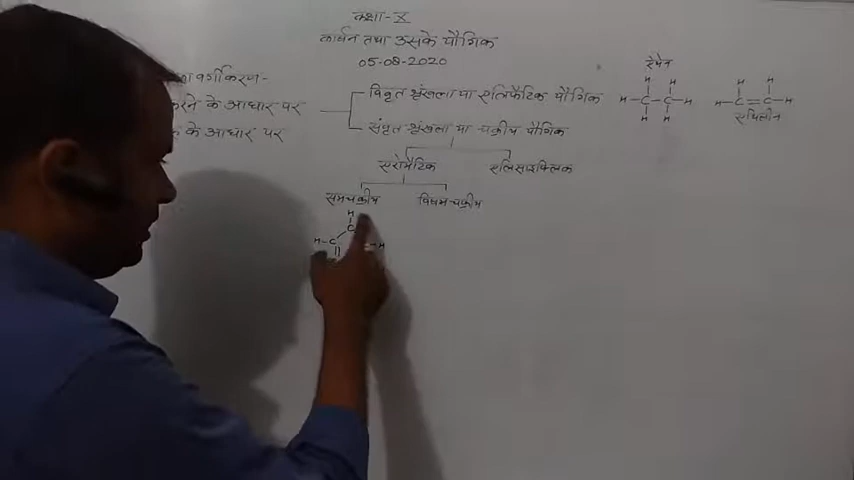 कक्षा-X
कार्बन तथा उसके यौगिक
05-08-2020
वर्गीकरण-
करने के आधार पर
के आधार पर
विवृत श्रृंखला या एलिफैटिक यौगिक
संवृत श्रृंखला या चक्रीय यौगिक
एरोमैटिक एलिसाइक्लिक
समचक्रीय विषमचक्रीय
H
C
H-C
H
ऐथेन
H H
H-C-C-H
H H
H H
H-C=C-H
एथिलीन